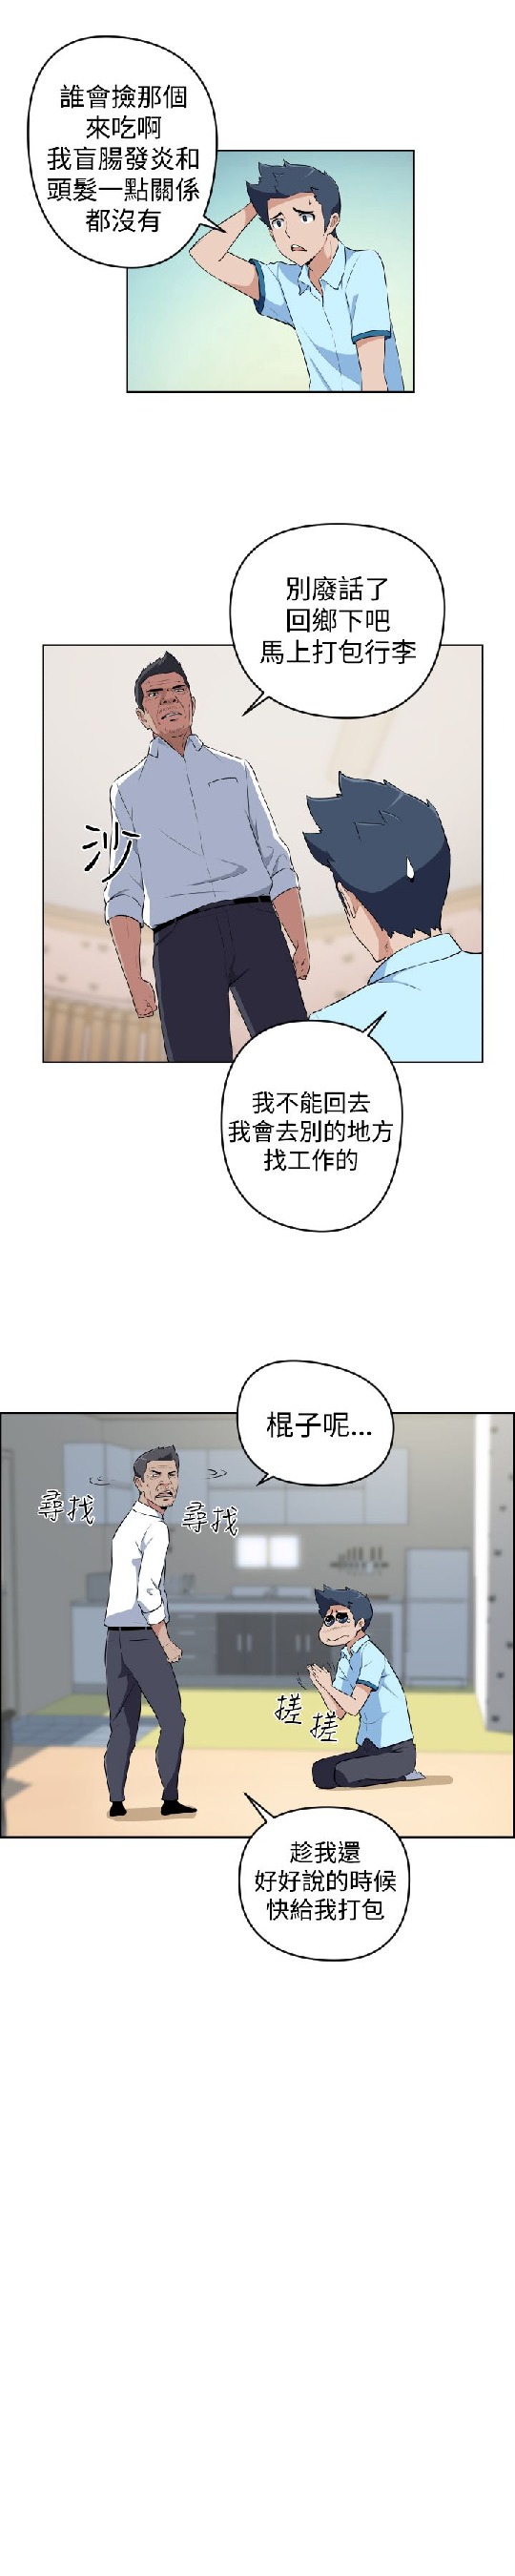 誰會撿那個
來吃啊
我盲腸發炎和
頭髮一點關係
都沒有
別廢話了
回鄉下吧
馬上打包行李
沙
我不能回去
我會去別的地方
找工作的
棍子呢...
尋找
尋找
搓
搓
趁我還
好好說的時候
快給我打包